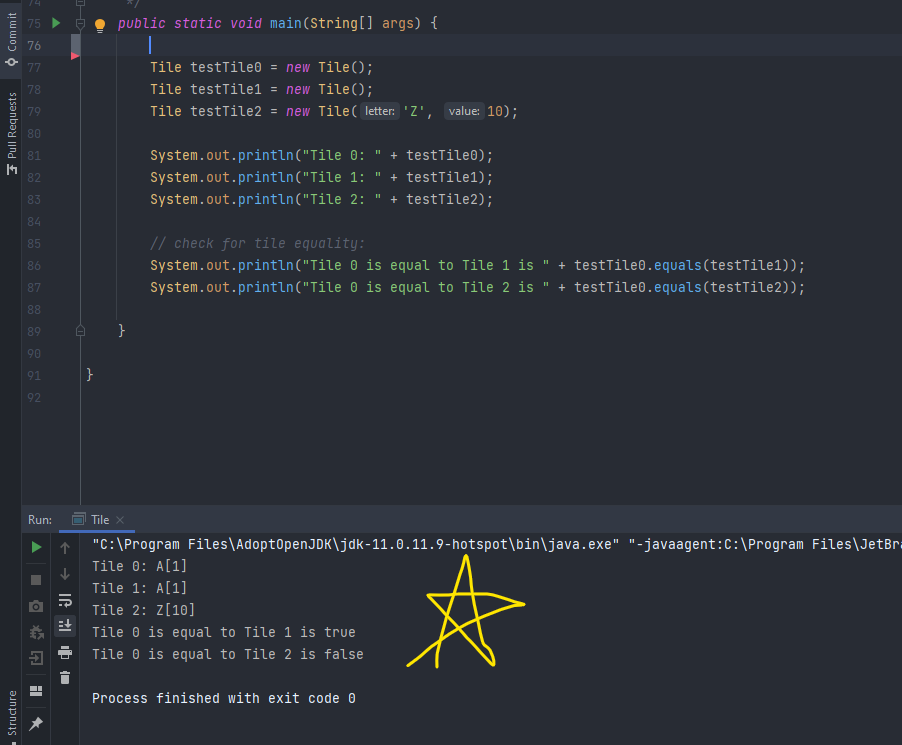 Commit
Pull Requests
Structure
74 */
75 public static void main(String[] args) {
76
77 Tile testTile0 = new Tile();
78 Tile testTile1 = new Tile();
79 Tile testTile2 = new Tile( letter: 'Z', value: 10);
80
81 System.out.println("Tile 0: " + testTile0);
82 System.out.println("Tile 1: " + testTile1);
83 System.out.println("Tile 2: " + testTile2);
84
85 // check for tile equality:
86 System.out.println("Tile 0 is equal to Tile 1 is " + testTile0.equals(testTile1));
87 System.out.println("Tile 0 is equal to Tile 2 is " + testTile0.equals(testTile2));
88
89 }
90
91 }
92
Run: Tile
"C:\Program Files\AdoptOpenJDK\jdk-11.0.11.9-hotspot\bin\java.exe" "-javaagent:C:\Program Files\JetBra
Tile 0: A[1]
Tile 1: A[1]
Tile 2: Z[10]
Tile 0 is equal to Tile 1 is true
Tile 0 is equal to Tile 2 is false
Process finished with exit code 0